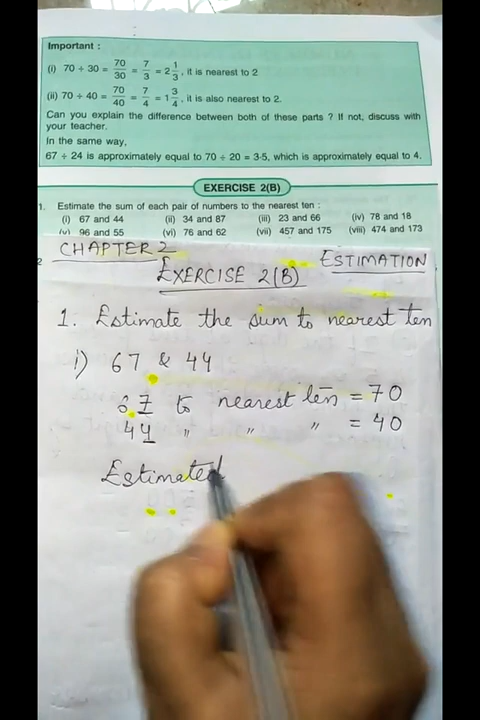 Important :
(i) 70 ÷ 30 = 70/30 = 7/3 = 2 1/3, it is nearest to 2
(ii) 70 ÷ 40 = 70/40 = 7/4 = 1 3/4, it is also nearest to 2.
Can you explain the difference between both of these parts ? If not, discuss with
your teacher.
In the same way,
67 ÷ 24 is approximately equal to 70 ÷ 20 = 3·5, which is approximately equal to 4.
EXERCISE 2(B)
1. Estimate the sum of each pair of numbers to the nearest ten :
(i) 67 and 44 (ii) 34 and 87 (iii) 23 and 66 (iv) 78 and 18
(v) 96 and 55 (vi) 76 and 62 (vii) 457 and 175 (viii) 474 and 173
2
CHAPTER 2 ESTIMATION
EXERCISE 2(B)
1. Estimate the sum to nearest ten
i) 67 & 44
67 to nearest ten = 70
44 " " " = 40
Estimated